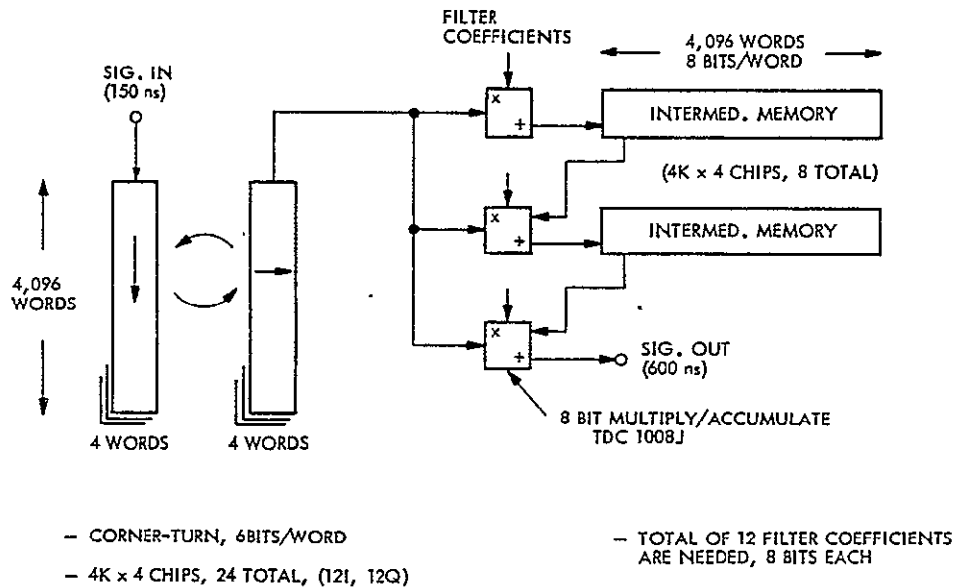 FILTER
COEFFICIENTS
4,096 WORDS
8 BITS/WORD
SIG. IN
(150 ns)
x
+
INTERMED. MEMORY
(4K x 4 CHIPS, 8 TOTAL)
x
+
INTERMED. MEMORY
4,096
WORDS
x
+
SIG. OUT
(600 ns)
8 BIT MULTIPLY/ACCUMULATE
TDC 1008J
4 WORDS
4 WORDS
- CORNER-TURN, 6BITS/WORD
- 4K x 4 CHIPS, 24 TOTAL, (12I, 12Q)
- TOTAL OF 12 FILTER COEFFICIENTS
ARE NEEDED, 8 BITS EACH